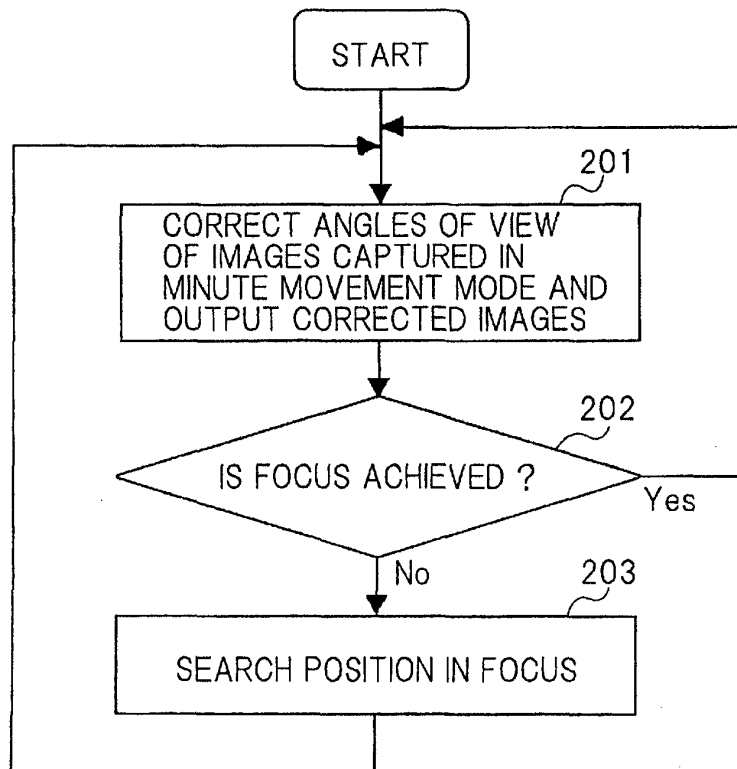 START
201
CORRECT ANGLES OF VIEW
OF IMAGES CAPTURED IN
MINUTE MOVEMENT MODE AND
OUTPUT CORRECTED IMAGES
202
IS FOCUS ACHIEVED ?
Yes
No
203
SEARCH POSITION IN FOCUS